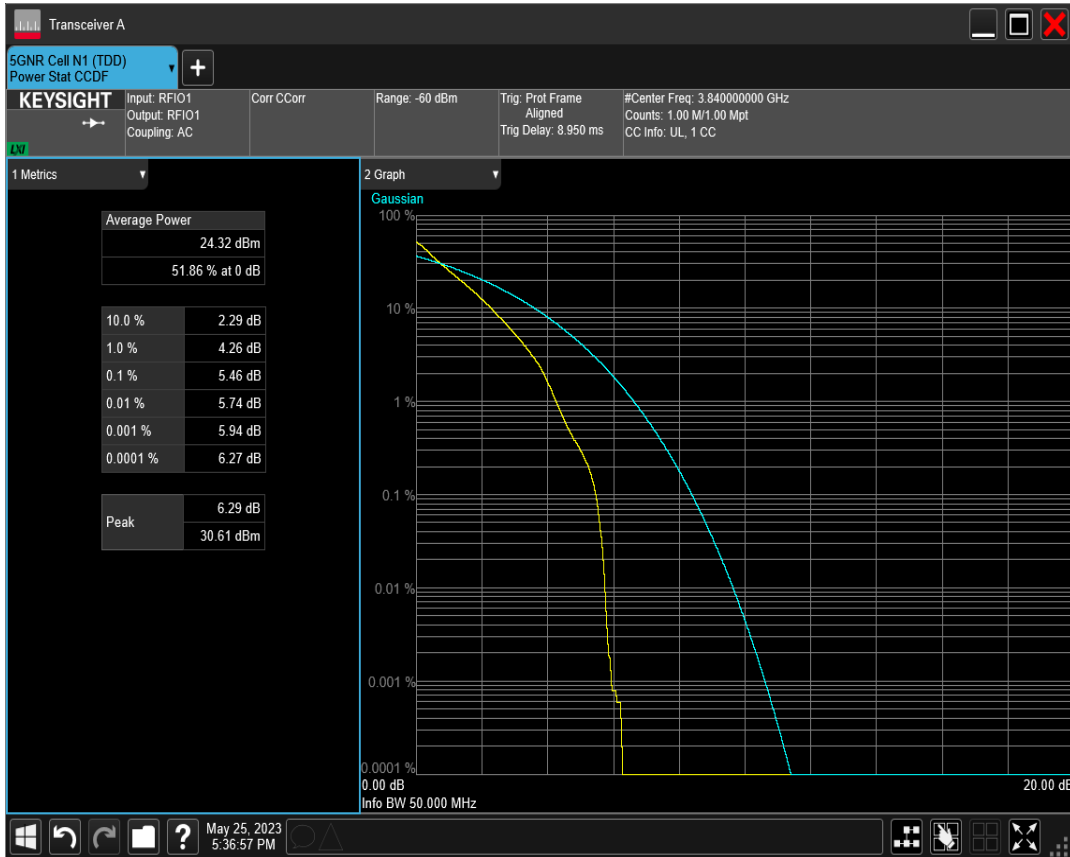 Transceiver A
5GNR Cell N1 (TDD)
Power Stat CCDF
+
KEYSIGHT
LXI
Input: RFIO1
Output: RFIO1
Coupling: AC
Corr CCorr
Range: -60 dBm
Trig: Prot Frame
Aligned
Trig Delay: 8.950 ms
#Center Freq: 3.840000000 GHz
Counts: 1.00 M/1.00 Mpt
CC Info: UL, 1 CC
1 Metrics
Average Power
24.32 dBm
51.86 % at 0 dB
10.0 % 2.29 dB
1.0 % 4.26 dB
0.1 % 5.46 dB
0.01 % 5.74 dB
0.001 % 5.94 dB
0.0001 % 6.27 dB
Peak
6.29 dB
30.61 dBm
2 Graph
Gaussian
100 %
10 %
1 %
0.1 %
0.01 %
0.001 %
0.0001 %
0.00 dB 20.00 dB
Info BW 50.000 MHz
?
May 25, 2023
5:36:57 PM